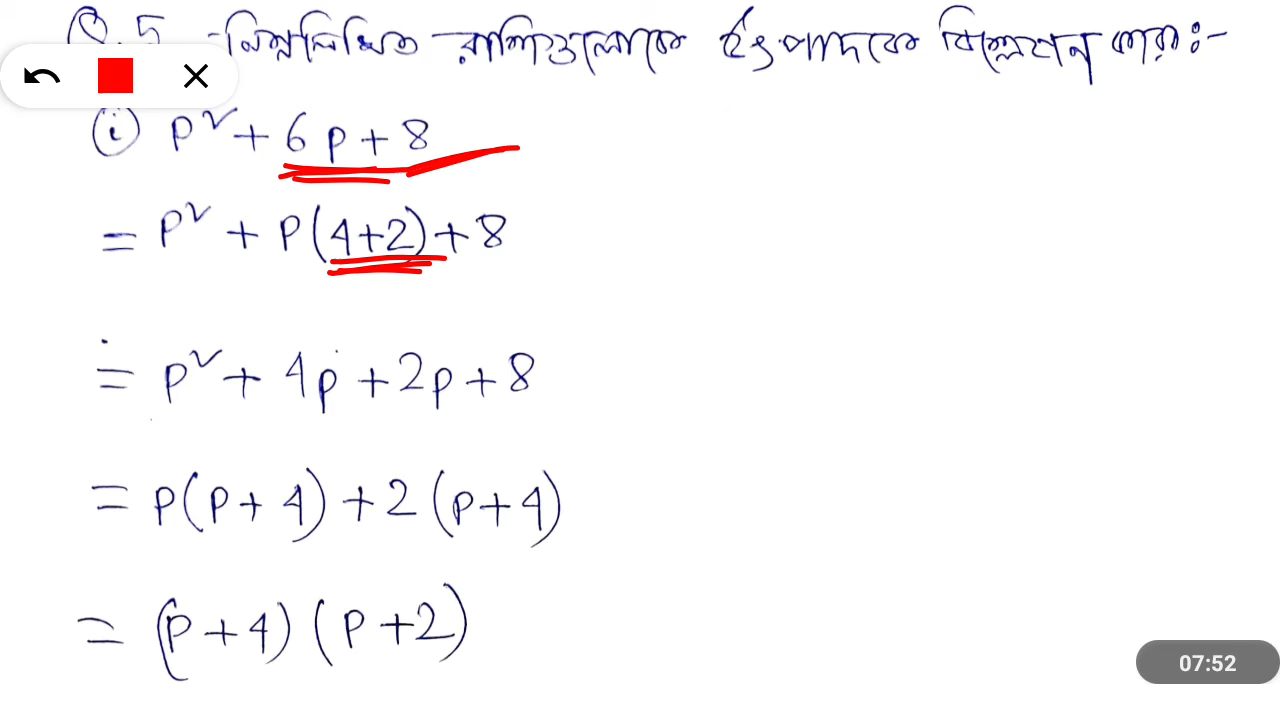 Q.5 নিম্নলিখিত রাশিগুলোকে উৎপাদকে বিশ্লেষণ করঃ-
(i) p² + 6p + 8
= p² + p(4+2) + 8
= p² + 4p + 2p + 8
= p(p+4) + 2(p+4)
= (p+4)(p+2)
07:52